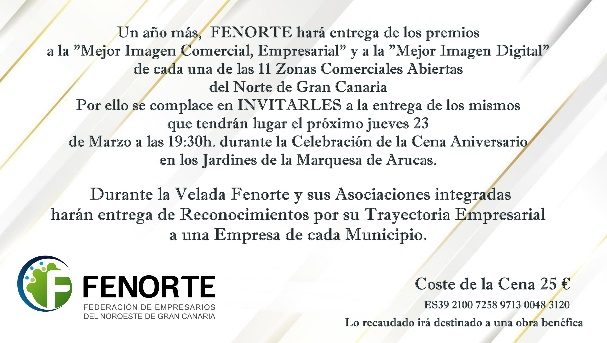 Un año más, FENORTE hará entrega de los premios
a la "Mejor Imagen Comercial, Empresarial" y a la "Mejor Imagen Digital"
de cada una de las 11 Zonas Comerciales Abiertas
del Norte de Gran Canaria
Por ello se complace en INVITARLES a la entrega de los mismos
que tendrán lugar el próximo jueves 23
de Marzo a las 19:30h. durante la Celebración de la Cena Aniversario
en los Jardines de la Marquesa de Arucas.
Durante la Velada Fenorte y sus Asociaciones integradas
harán entrega de Reconocimientos por su Trayectoria Empresarial
a una Empresa de cada Municipio.
FENORTE
FEDERACIÓN DE EMPRESARIOS
DEL NOROESTE DE GRAN CANARIA
Coste de la Cena 25 €
ES39 2100 7258 9713 0048 3120
Lo recaudado irá destinado a una obra benéfica